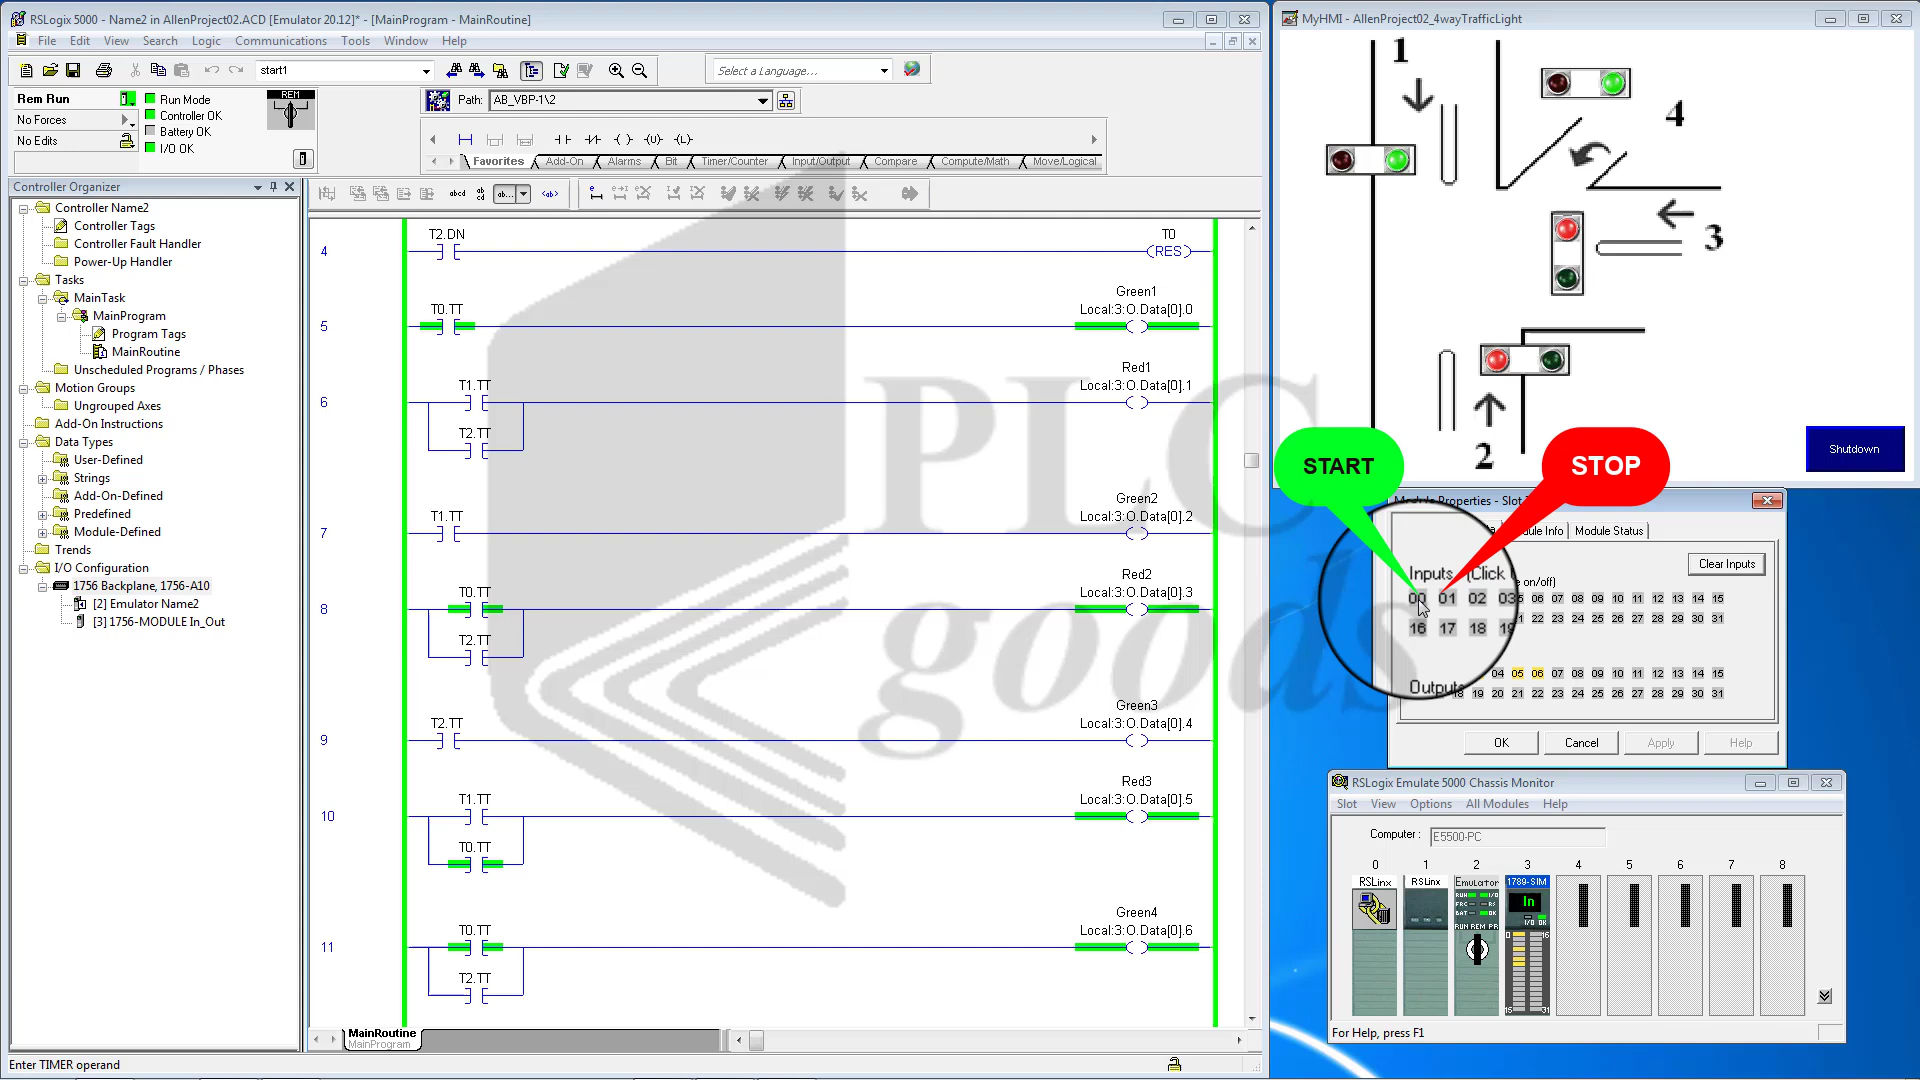 RSLogix 5000 - Name2 in AllenProject02.ACD [Emulator 20.12]* - [MainProgram - MainRoutine]
File Edit View Search Logic Communications Tools Window Help
start1
Select a Language...
Rem Run
No Forces
No Edits
Run Mode
Controller OK
Battery OK
I/O OK
REM
Path: AB_VBP-1\2
Favorites Add-On Alarms Bit Timer/Counter Input/Output Compare Compute/Math Move/Logical
Controller Organizer
Controller Name2
Controller Tags
Controller Fault Handler
Power-Up Handler
Tasks
MainTask
MainProgram
Program Tags
MainRoutine
Unscheduled Programs / Phases
Motion Groups
Ungrouped Axes
Add-On Instructions
Data Types
User-Defined
Strings
Add-On-Defined
Predefined
Module-Defined
Trends
I/O Configuration
1756 Backplane, 1756-A10
[2] Emulator Name2
[3] 1756-MODULE In_Out
4
T2.DN
T0
RES
5
T0.TT
Green1
Local:3:O.Data[0].0
6
T1.TT
T2.TT
Red1
Local:3:O.Data[0].1
7
T1.TT
Green2
Local:3:O.Data[0].2
8
T0.TT
T2.TT
Red2
Local:3:O.Data[0].3
9
T2.TT
Green3
Local:3:O.Data[0].4
10
T1.TT
T0.TT
Red3
Local:3:O.Data[0].5
11
T0.TT
T2.TT
Green4
Local:3:O.Data[0].6
PLC
goods
MainRoutine
MainProgram
Enter TIMER operand
MyHMI - AllenProject02_4wayTrafficLight
1
4
3
2
Shutdown
START
STOP
Properties - Slot
Info Module Status
Clear Inputs
Inputs (Click
on/off)
00 01 02 03 5 06 07 08 09 10 11 12 13 14 15
16 17 18 19 21 22 23 24 25 26 27 28 29 30 31
Outputs
04 05 06 07 08 09 10 11 12 13 14 15
18 19 20 21 22 23 24 25 26 27 28 29 30 31
OK Cancel Apply Help
RSLogix Emulate 5000 Chassis Monitor
Slot View Options All Modules Help
Computer : E5500-PC
0 1 2 3 4 5 6 7 8
RSLinx RSLinx Emulator 1789-SIM
In
For Help, press F1